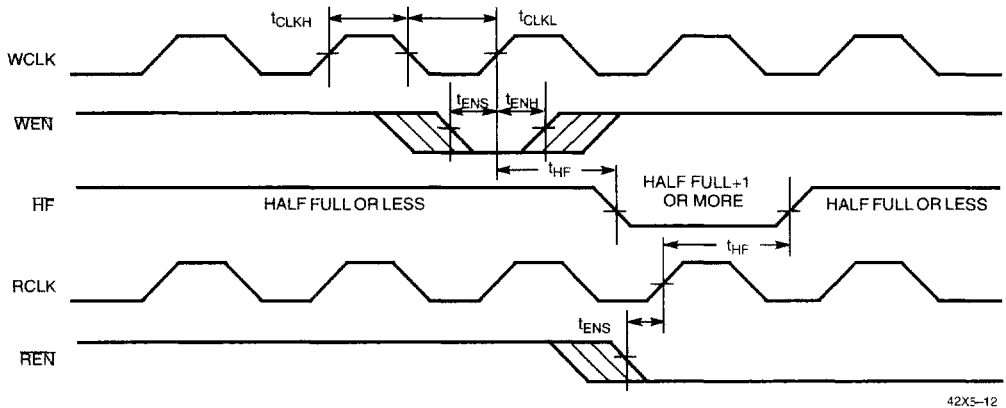 tCLKH
tCLKL
WCLK
tENS
tENH
WEN
tHF
HALF FULL+1
OR MORE
HF
HALF FULL OR LESS
HALF FULL OR LESS
tHF
RCLK
tENS
REN
42X5–12